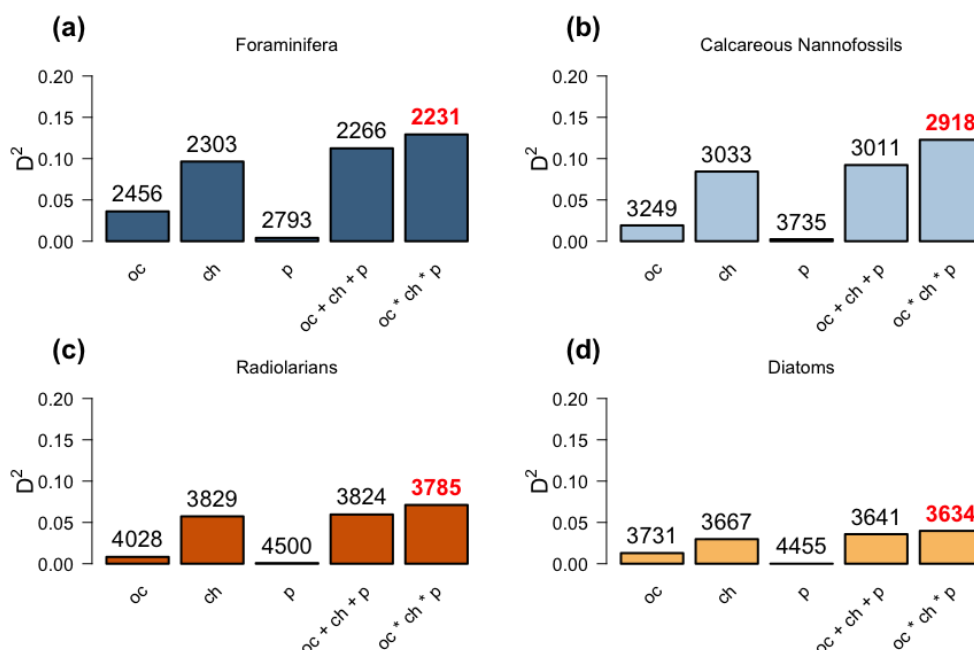 (a)
Foraminifera
D²
0.20
0.15
0.10
0.05
0.00
2456
2303
2793
2266
2231
oc
ch
p
oc + ch + p
oc * ch * p
(b)
Calcareous Nannofossils
D²
0.20
0.15
0.10
0.05
0.00
3249
3033
3735
3011
2918
oc
ch
p
oc + ch + p
oc * ch * p
(c)
Radiolarians
D²
0.20
0.15
0.10
0.05
0.00
4028
3829
4500
3824
3785
oc
ch
p
oc + ch + p
oc * ch * p
(d)
Diatoms
D²
0.20
0.15
0.10
0.05
0.00
3731
3667
4455
3641
3634
oc
ch
p
oc + ch + p
oc * ch * p